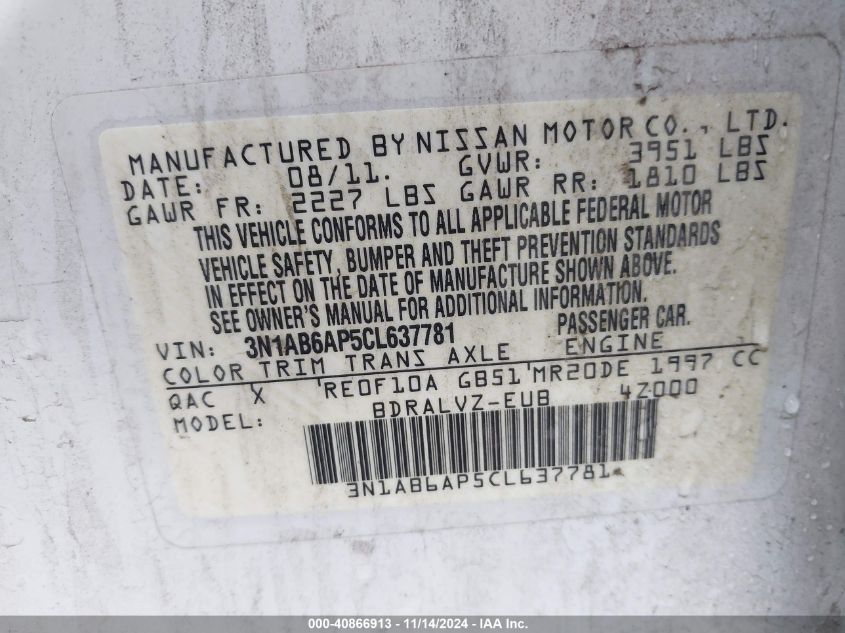 MANUFACTURED BY NISSAN MOTOR CO., LTD.
DATE: 08/11. GVWR: 3951 LBS
GAWR FR: 2227 LBS GAWR RR: 1810 LBS
THIS VEHICLE CONFORMS TO ALL APPLICABLE FEDERAL MOTOR
VEHICLE SAFETY, BUMPER AND THEFT PREVENTION STANDARDS
IN EFFECT ON THE DATE OF MANUFACTURE SHOWN ABOVE.
SEE OWNER'S MANUAL FOR ADDITIONAL INFORMATION.
VIN: 3N1AB6AP5CL637781 PASSENGER CAR.
COLOR TRIM TRANS AXLE ENGINE
QAC X RE0F10A GB51 MR20DE 1997 CC
MODEL: BDRALVZ-EUB 4Z000
3N1AB6AP5CL637781
000-40866913 - 11/14/2024 - IAA Inc.